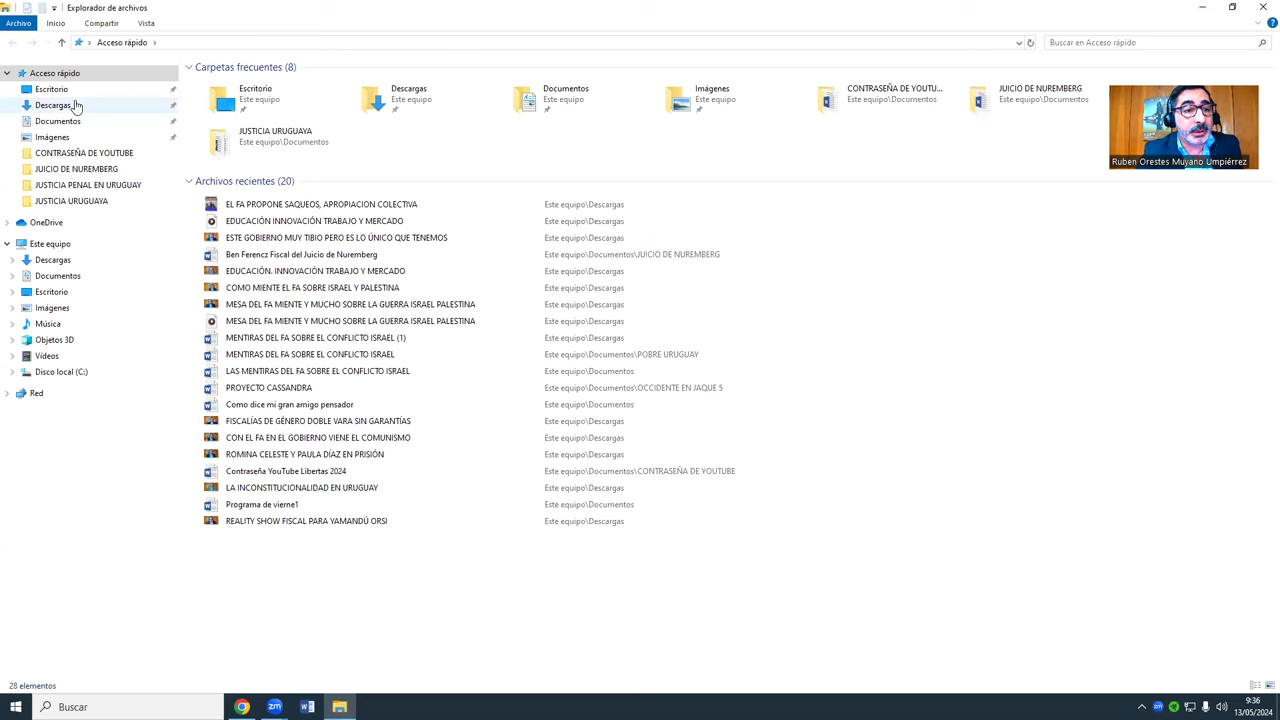 Explorador de archivos
Archivo Inicio Compartir Vista
Acceso rápido
Buscar en Acceso rápido
Acceso rápido
Escritorio
Descargas
Documentos
Imágenes
CONTRASEÑA DE YOUTUBE
JUICIO DE NUREMBERG
JUSTICIA PENAL EN URUGUAY
JUSTICIA URUGUAYA
OneDrive
Este equipo
Descargas
Documentos
Escritorio
Imágenes
Música
Objetos 3D
Vídeos
Disco local (C:)
Red
Carpetas frecuentes (8)
Escritorio
Este equipo
Descargas
Este equipo
Documentos
Este equipo
Imágenes
Este equipo
CONTRASEÑA DE YOUTU...
Este equipo\Documentos
JUICIO DE NUREMBERG
Este equipo\Documentos
JUSTICIA URUGUAYA
Este equipo\Documentos
Ruben Orestes Muyano Umpiérrez
Archivos recientes (20)
EL FA PROPONE SAQUEOS, APROPIACION COLECTIVA Este equipo\Descargas
EDUCACIÓN INNOVACIÓN TRABAJO Y MERCADO Este equipo\Descargas
ESTE GOBIERNO MUY TIBIO PERO ES LO ÚNICO QUE TENEMOS Este equipo\Descargas
Ben Ferencz Fiscal del Juicio de Nuremberg Este equipo\Documentos\JUICIO DE NUREMBERG
EDUCACIÓN. INNOVACIÓN TRABAJO Y MERCADO Este equipo\Descargas
COMO MIENTE EL FA SOBRE ISRAEL Y PALESTINA Este equipo\Descargas
MESA DEL FA MIENTE Y MUCHO SOBRE LA GUERRA ISRAEL PALESTINA Este equipo\Descargas
MESA DEL FA MIENTE Y MUCHO SOBRE LA GUERRA ISRAEL PALESTINA Este equipo\Descargas
MENTIRAS DEL FA SOBRE EL CONFLICTO ISRAEL (1) Este equipo\Descargas
MENTIRAS DEL FA SOBRE EL CONFLICTO ISRAEL Este equipo\Documentos\POBRE URUGUAY
LAS MENTIRAS DEL FA SOBRE EL CONFLICTO ISRAEL Este equipo\Documentos
PROYECTO CASSANDRA Este equipo\Documentos\OCCIDENTE EN JAQUE 5
Como dice mi gran amigo pensador Este equipo\Documentos
FISCALÍAS DE GÉNERO DOBLE VARA SIN GARANTÍAS Este equipo\Descargas
CON EL FA EN EL GOBIERNO VIENE EL COMUNISMO Este equipo\Descargas
ROMINA CELESTE Y PAULA DÍAZ EN PRISIÓN Este equipo\Descargas
Contraseña YouTube Libertas 2024 Este equipo\Documentos\CONTRASEÑA DE YOUTUBE
LA INCONSTITUCIONALIDAD EN URUGUAY Este equipo\Descargas
Programa de vierne1 Este equipo\Documentos
REALITY SHOW FISCAL PARA YAMANDÚ ORSI Este equipo\Descargas
28 elementos
Buscar
zm
zm
9:36
13/05/2024